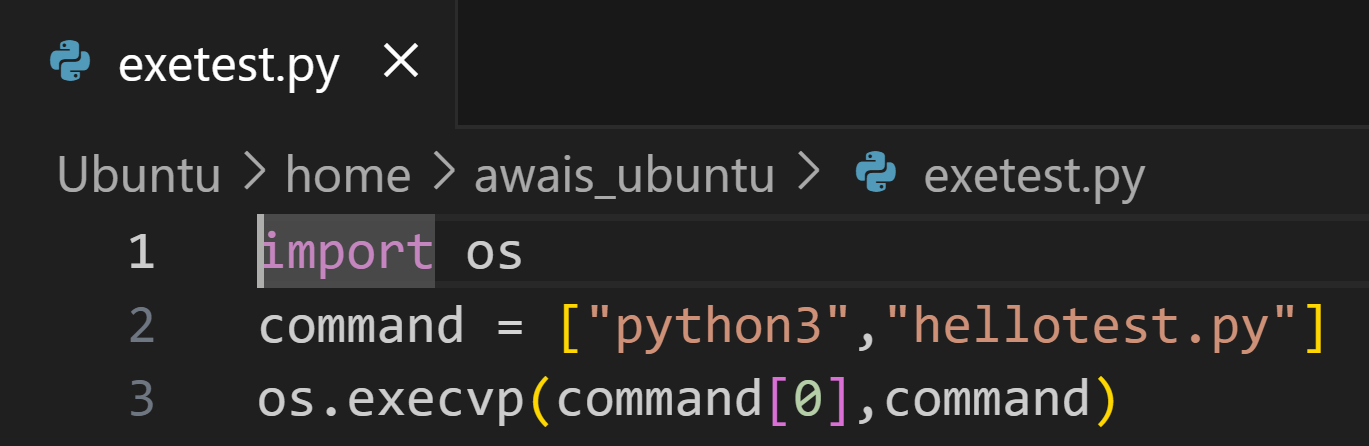 exetest.py ×
Ubuntu > home > awais_ubuntu > exetest.py
1 import os
2 command = ["python3","hellotest.py"]
3 os.execvp(command[0],command)